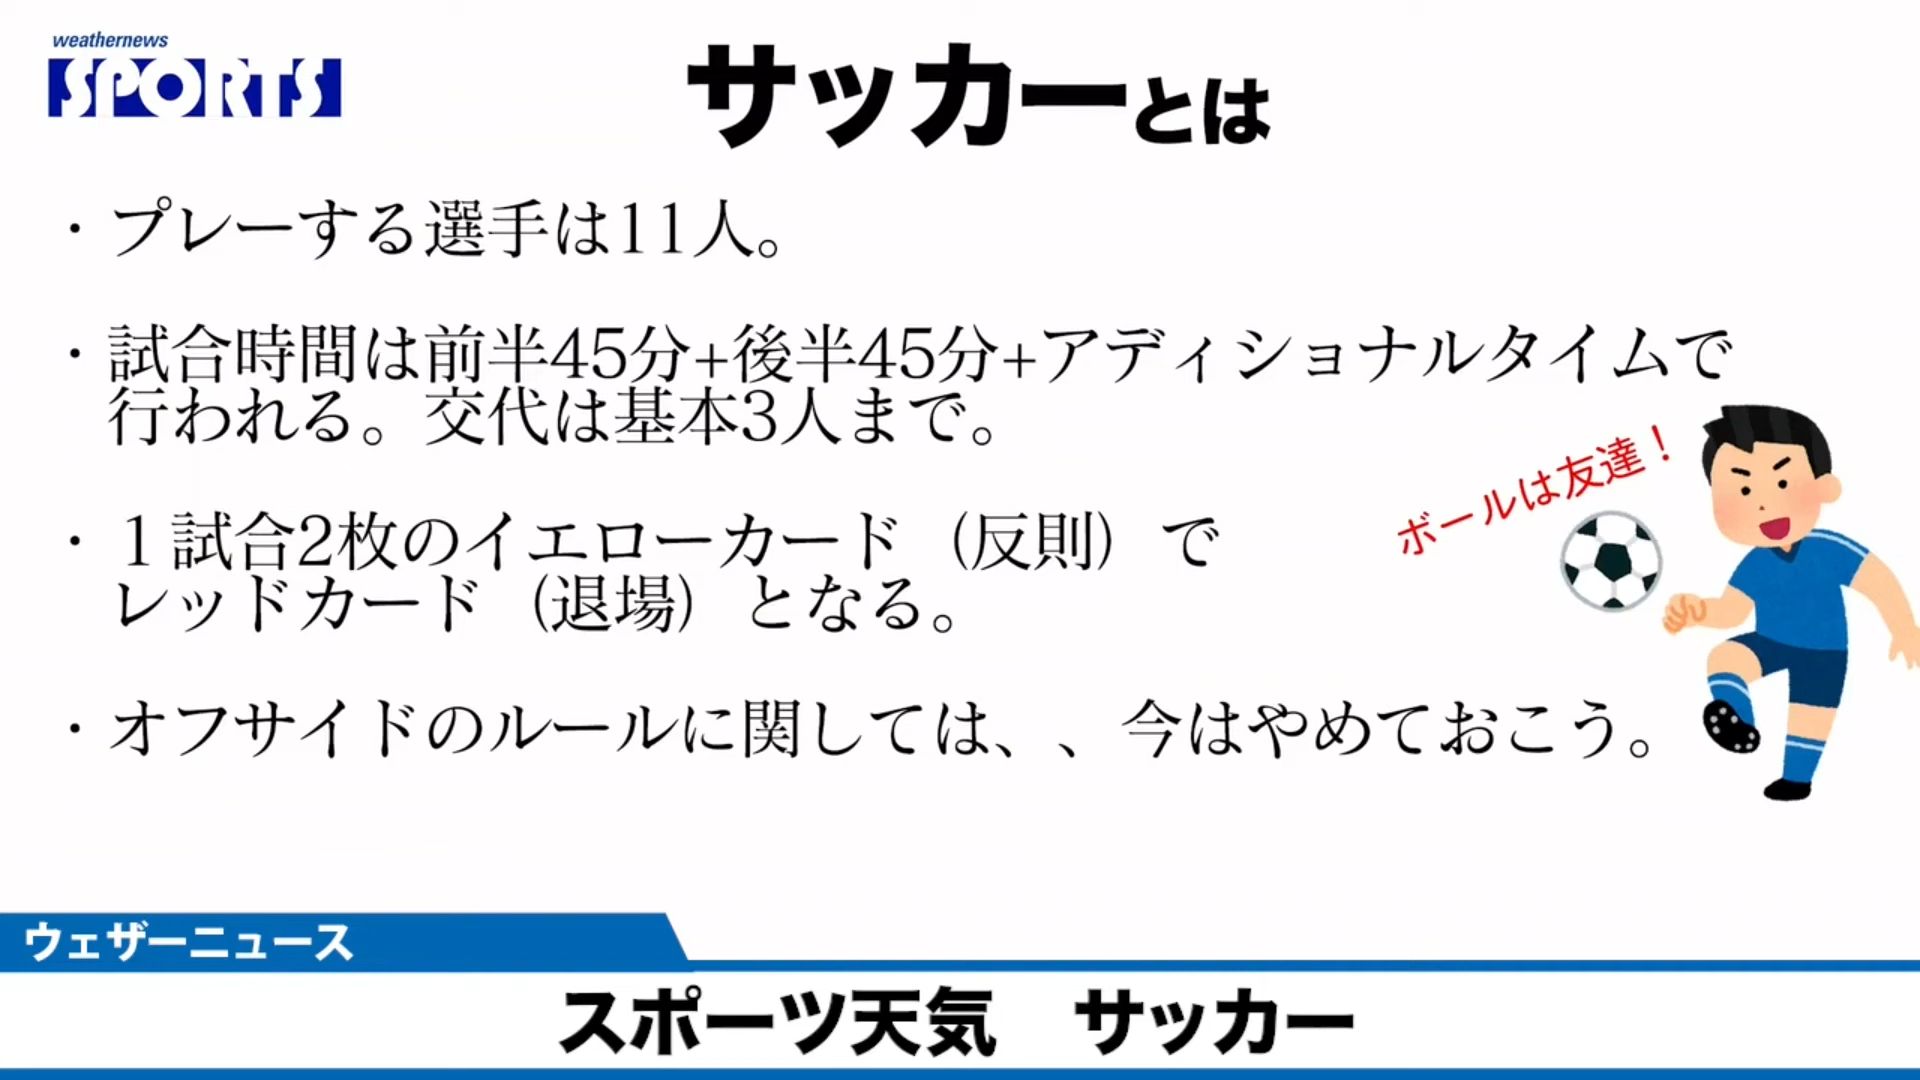 weathernews
SPORTS
サッカーとは
・プレーする選手は11人。
・試合時間は前半45分+後半45分+アディショナルタイムで
行われる。交代は基本3人まで。
・１試合2枚のイエローカード（反則）で
レッドカード（退場）となる。
ボールは友達！
・オフサイドのルールに関しては、、今はやめておこう。
ウェザーニュース
スポーツ天気　サッカー